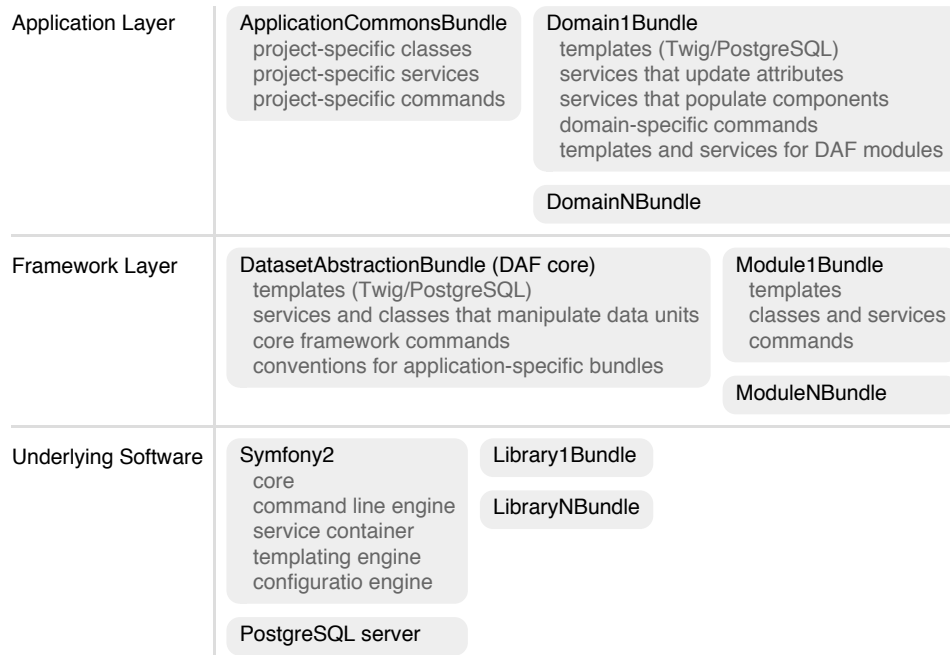 Application Layer
ApplicationCommonsBundle
project-specific classes
project-specific services
project-specific commands
Domain1Bundle
templates (Twig/PostgreSQL)
services that update attributes
services that populate components
domain-specific commands
templates and services for DAF modules
DomainNBundle
Framework Layer
DatasetAbstractionBundle (DAF core)
templates (Twig/PostgreSQL)
services and classes that manipulate data units
core framework commands
conventions for application-specific bundles
Module1Bundle
templates
classes and services
commands
ModuleNBundle
Underlying Software
Symfony2
core
command line engine
service container
templating engine
configuratio engine
PostgreSQL server
Library1Bundle
LibraryNBundle